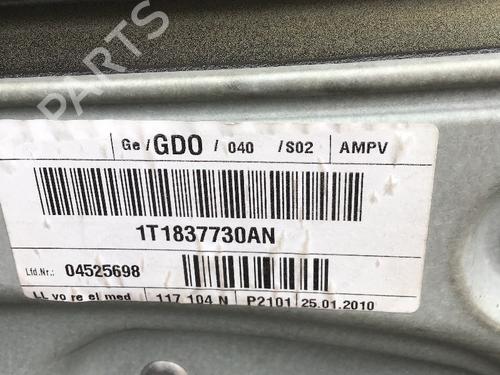 B-PARTS
Ge / GDO / 040 / S02 AMPV
1T1837730AN
Lfd.Nr.: 04525698
LL vo re el med 117 104 N P2101 25.01.2010